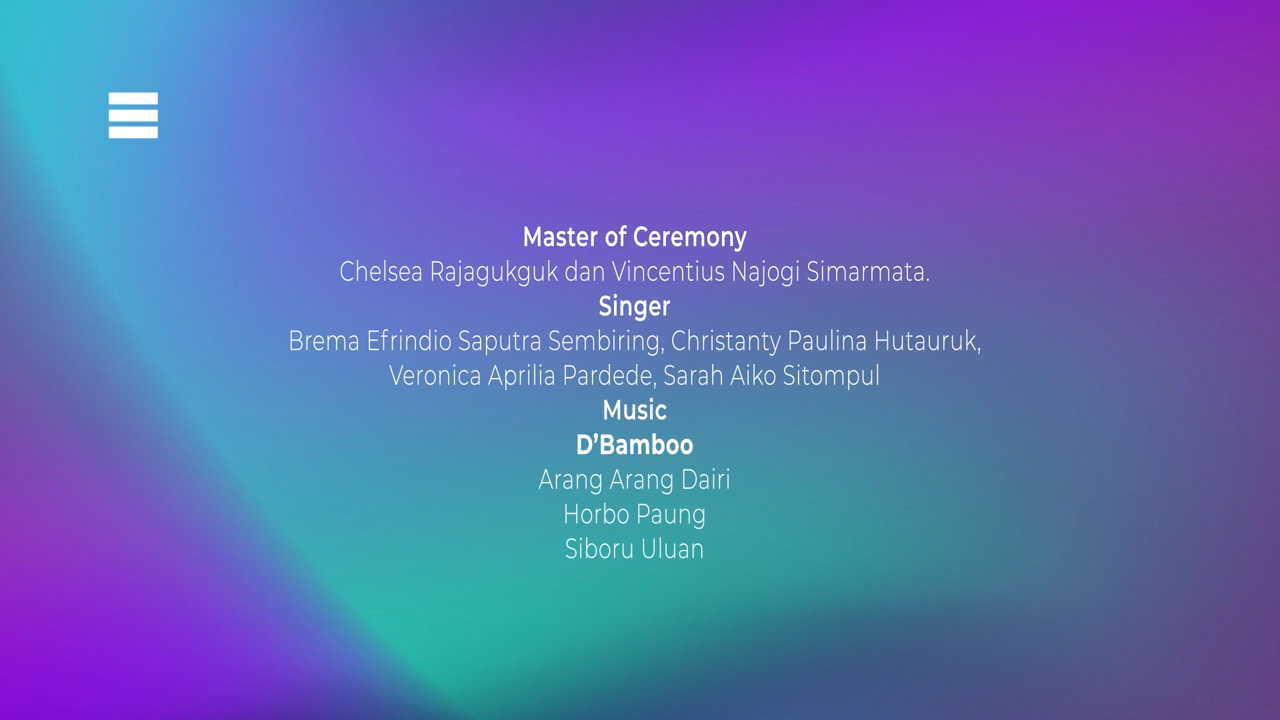 Master of Ceremony
Chelsea Rajagukguk dan Vincentius Najogi Simarmata.
Singer
Brema Efrindio Saputra Sembiring, Christanty Paulina Hutauruk,
Veronica Aprilia Pardede, Sarah Aiko Sitompul
Music
D’Bamboo
Arang Arang Dairi
Horbo Paung
Siboru Uluan